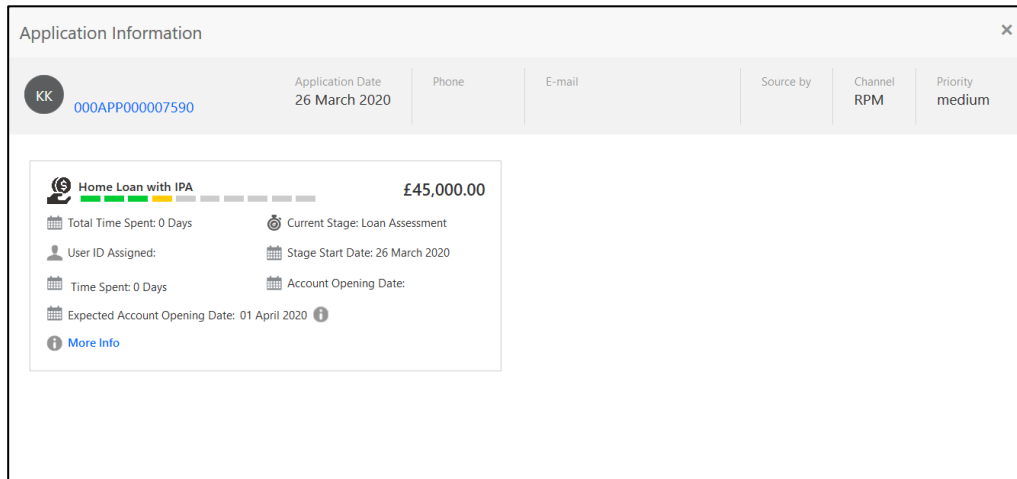 Application Information
×
KK
000APP000007590
Application Date
26 March 2020
Phone
E-mail
Source by
Channel
RPM
Priority
medium
Home Loan with IPA
£45,000.00
Total Time Spent: 0 Days
Current Stage: Loan Assessment
User ID Assigned:
Stage Start Date: 26 March 2020
Time Spent: 0 Days
Account Opening Date:
Expected Account Opening Date: 01 April 2020
More Info